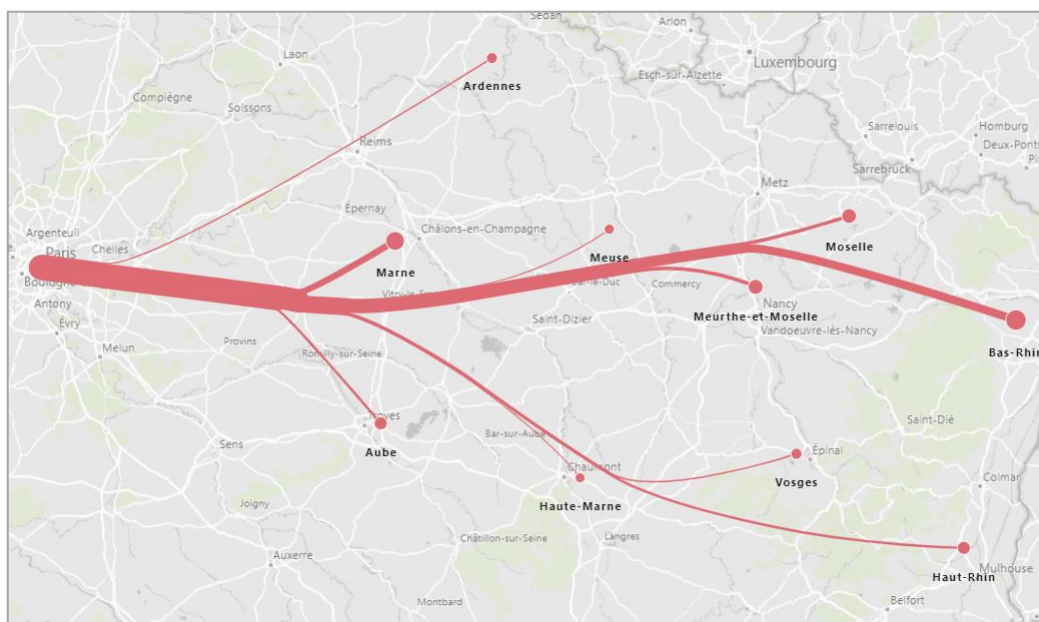 Sedan
Arlon
Laon
Luxembourg
Esch-sur-Alzette
Ardennes
Compiègne
Soissons
Sarrelouis
Homburg
Reims
Deux-Ponts
Sarrebruck
Metz
Épernay
Argenteuil
Châlons-en-Champagne
Paris
Chelles
Moselle
Marne
Meuse
Commercy
Antony
Nancy
Meurthe-et-Moselle
Saint-Dizier
Évry
Vandoeuvre-lès-Nancy
Provins
Melun
Romilly-sur-Seine
Bas-Rhin
Troyes
Saint-Dié
Bar-sur-Aube
Sens
Aube
Épinal
Chaumont
Colmar
Vosges
Joigny
Haute-Marne
Châtillon-sur-Seine
Langres
Auxerre
Mulhouse
Haut-Rhin
Montbard
Belfort